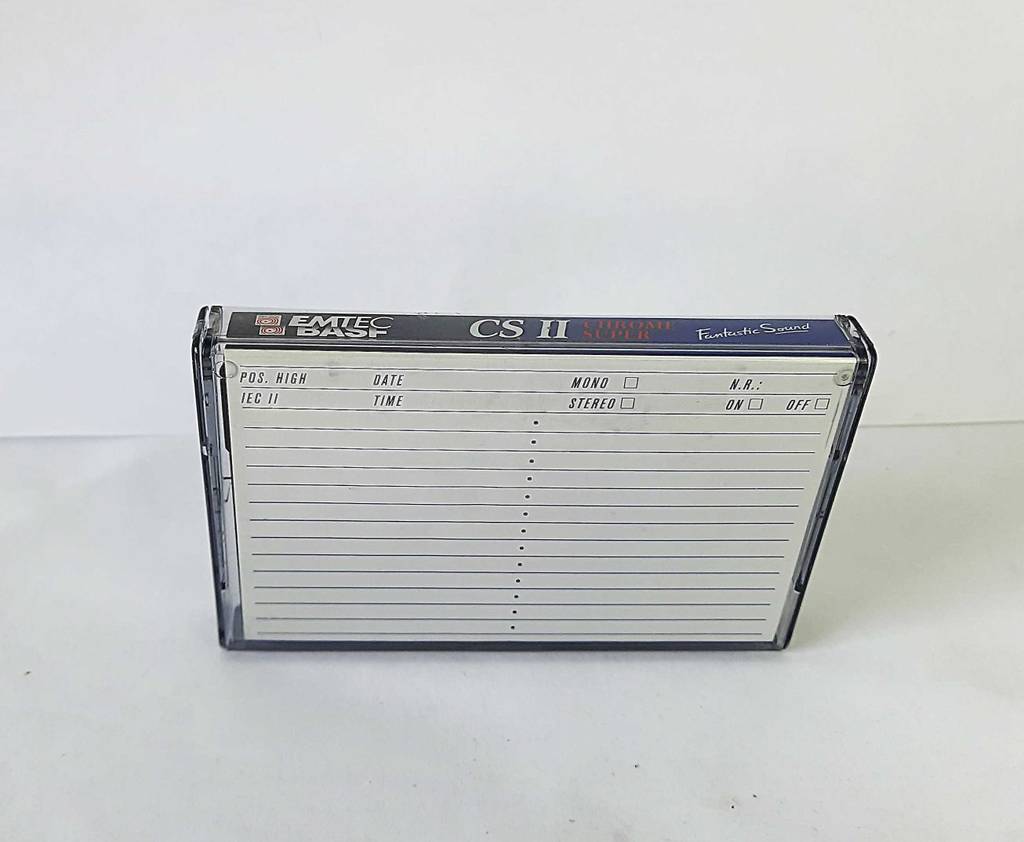 EMTEC
BASF
CS II
CHROME
SUPER
Fantastic Sound
POS. HIGH DATE MONO N.R.:
IEC II TIME STEREO ON OFF